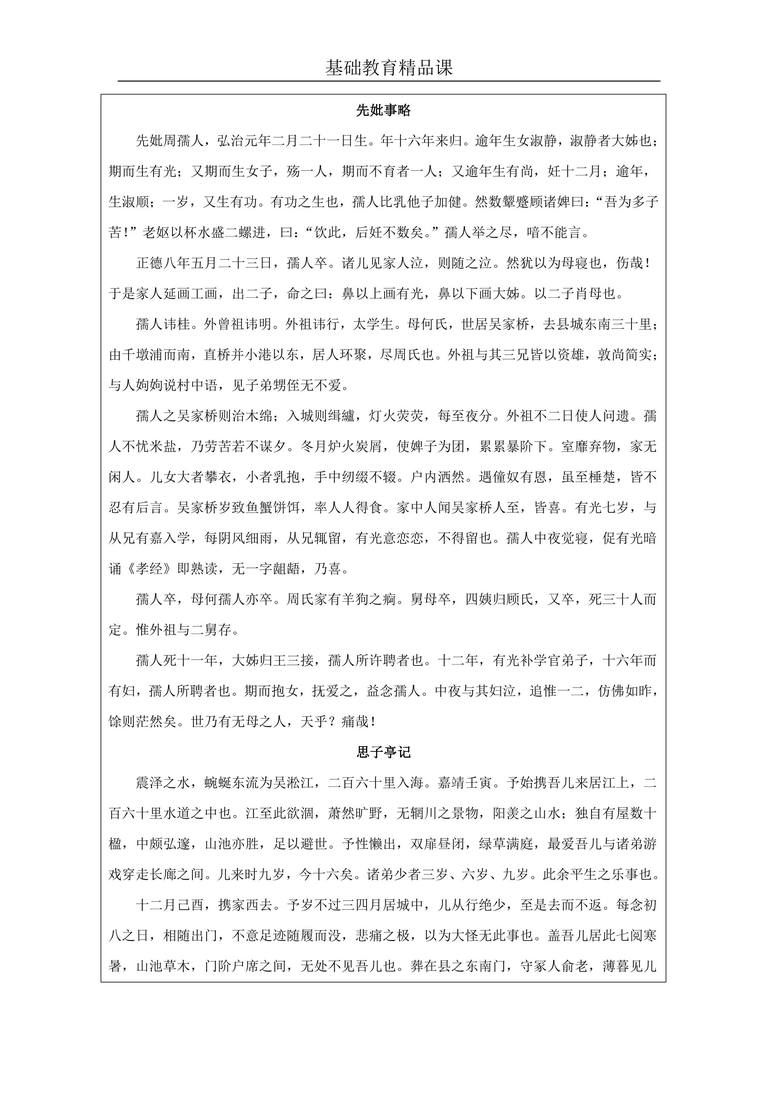 基础教育精品课
先妣事略
先妣周孺人，弘治元年二月二十一日生。年十六年来归。逾年生女淑静，淑静者大姊也；
期而生有光；又期而生女子，殇一人，期而不育者一人；又逾年生有尚，妊十二月；逾年，
生淑顺；一岁，又生有功。有功之生也，孺人比乳他子加健。然数颦蹙顾诸婢曰：“吾为多子
苦！”老妪以杯水盛二螺进，曰：“饮此，后妊不数矣。”孺人举之尽，喑不能言。
正德八年五月二十三日，孺人卒。诸儿见家人泣，则随之泣。然犹以为母寝也，伤哉！
于是家人延画工画，出二子，命之曰：鼻以上画有光，鼻以下画大姊。以二子肖母也。
孺人讳桂。外曾祖讳明。外祖讳行，太学生。母何氏，世居吴家桥，去县城东南三十里；
由千墩浦而南，直桥并小港以东，居人环聚，尽周氏也。外祖与其三兄皆以资雄，敦尚简实；
与人姁姁说村中语，见子弟甥侄无不爱。
孺人之吴家桥则治木绵；入城则缉纑，灯火荧荧，每至夜分。外祖不二日使人问遗。孺
人不忧米盐，乃劳苦若不谋夕。冬月炉火炭屑，使婢子为团，累累暴阶下。室靡弃物，家无
闲人。儿女大者攀衣，小者乳抱，手中纫缀不辍。户内洒然。遇僮奴有恩，虽至棰楚，皆不
忍有后言。吴家桥岁致鱼蟹饼饵，率人人得食。家中人闻吴家桥人至，皆喜。有光七岁，与
从兄有嘉入学，每阴风细雨，从兄辄留，有光意恋恋，不得留也。孺人中夜觉寝，促有光暗
诵《孝经》即熟读，无一字龃龉，乃喜。
孺人卒，母何孺人亦卒。周氏家有羊狗之痾。舅母卒，四姨归顾氏，又卒，死三十人而
定。惟外祖与二舅存。
孺人死十一年，大姊归王三接，孺人所许聘者也。十二年，有光补学官弟子，十六年而
有妇，孺人所聘者也。期而抱女，抚爱之，益念孺人。中夜与其妇泣，追惟一二，仿佛如昨，
馀则茫然矣。世乃有无母之人，天乎？痛哉！
思子亭记
震泽之水，蜿蜒东流为吴淞江，二百六十里入海。嘉靖壬寅。予始携吾儿来居江上，二
百六十里水道之中也。江至此欲涸，萧然旷野，无辋川之景物，阳羡之山水；独自有屋数十
楹，中颇弘邃，山池亦胜，足以避世。予性懒出，双扉昼闭，绿草满庭，最爱吾儿与诸弟游
戏穿走长廊之间。儿来时九岁，今十六矣。诸弟少者三岁、六岁、九岁。此余平生之乐事也。
十二月己酉，携家西去。予岁不过三四月居城中，儿从行绝少，至是去而不返。每念初
八之日，相随出门，不意足迹随履而没，悲痛之极，以为大怪无此事也。盖吾儿居此七阅寒
暑，山池草木，门阶户席之间，无处不见吾儿也。葬在县之东南门，守冢人俞老，薄暮见儿